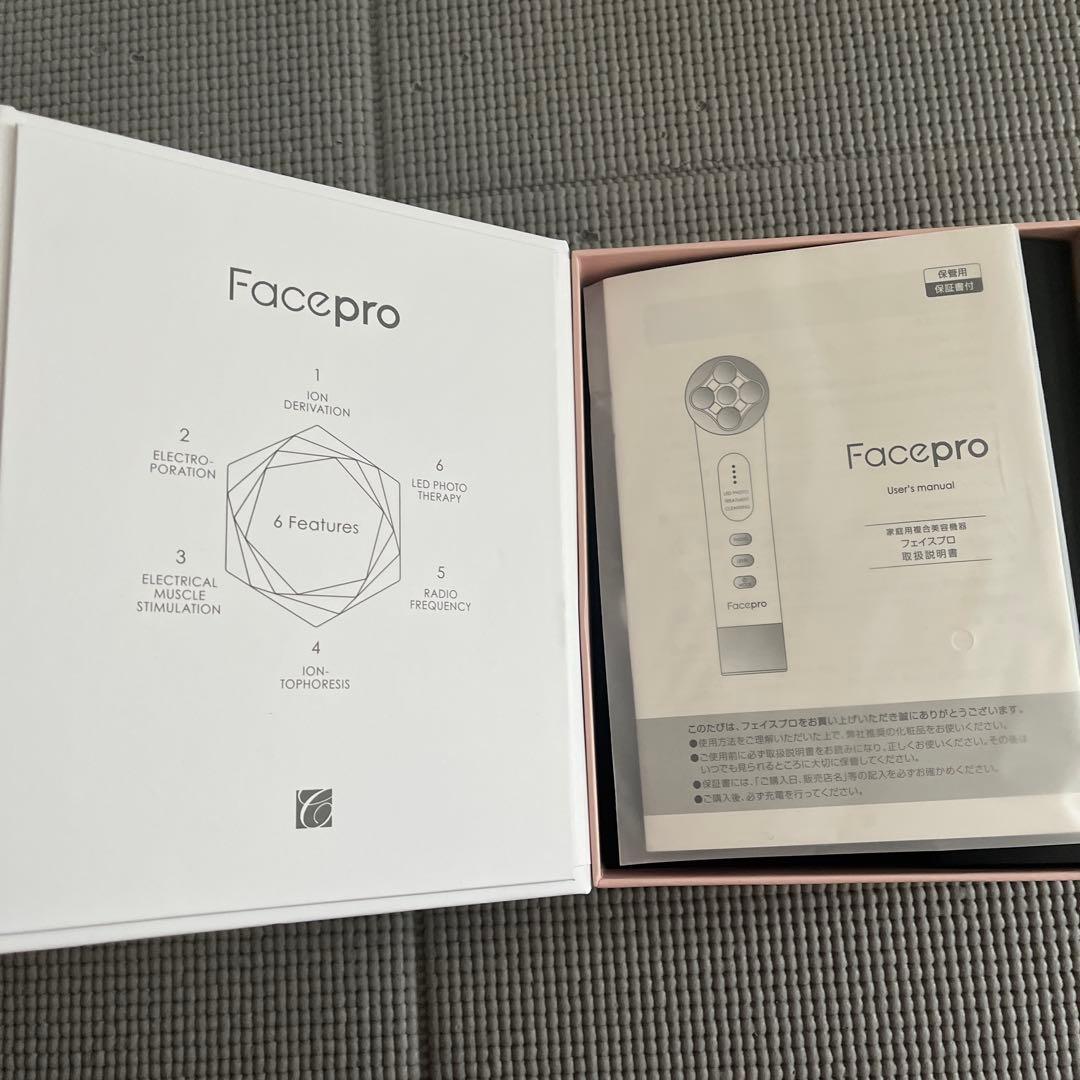 Facepro
1
ION
DERIVATION
2
ELECTRO-
PORATION
6
LED PHOTO
THERAPY
6 Features
3
ELECTRICAL
MUSCLE
STIMULATION
5
RADIO
FREQUENCY
4
ION-
TOPHORESIS
保管用
保証書付
LED PHOTO
TREATMENT
CLEANSING
MODE
Facepro
Facepro
User's manual
家庭用複合美容機器
フェイスプロ
取扱説明書
このたびは、フェイスプロをお買い上げいただき誠にありがとうございます。
●使用方法をご理解いただいた上で、弊社推奨の化粧品をお使いください。
●ご使用前に必ず取扱説明書をお読みになり、正しくお使いください。その後は
いつでも見られるところに大切に保管してください。
●保証書には、「ご購入日、販売店名」等の記入を必ずお確かめください。
●ご購入後、必ず充電を行ってください。